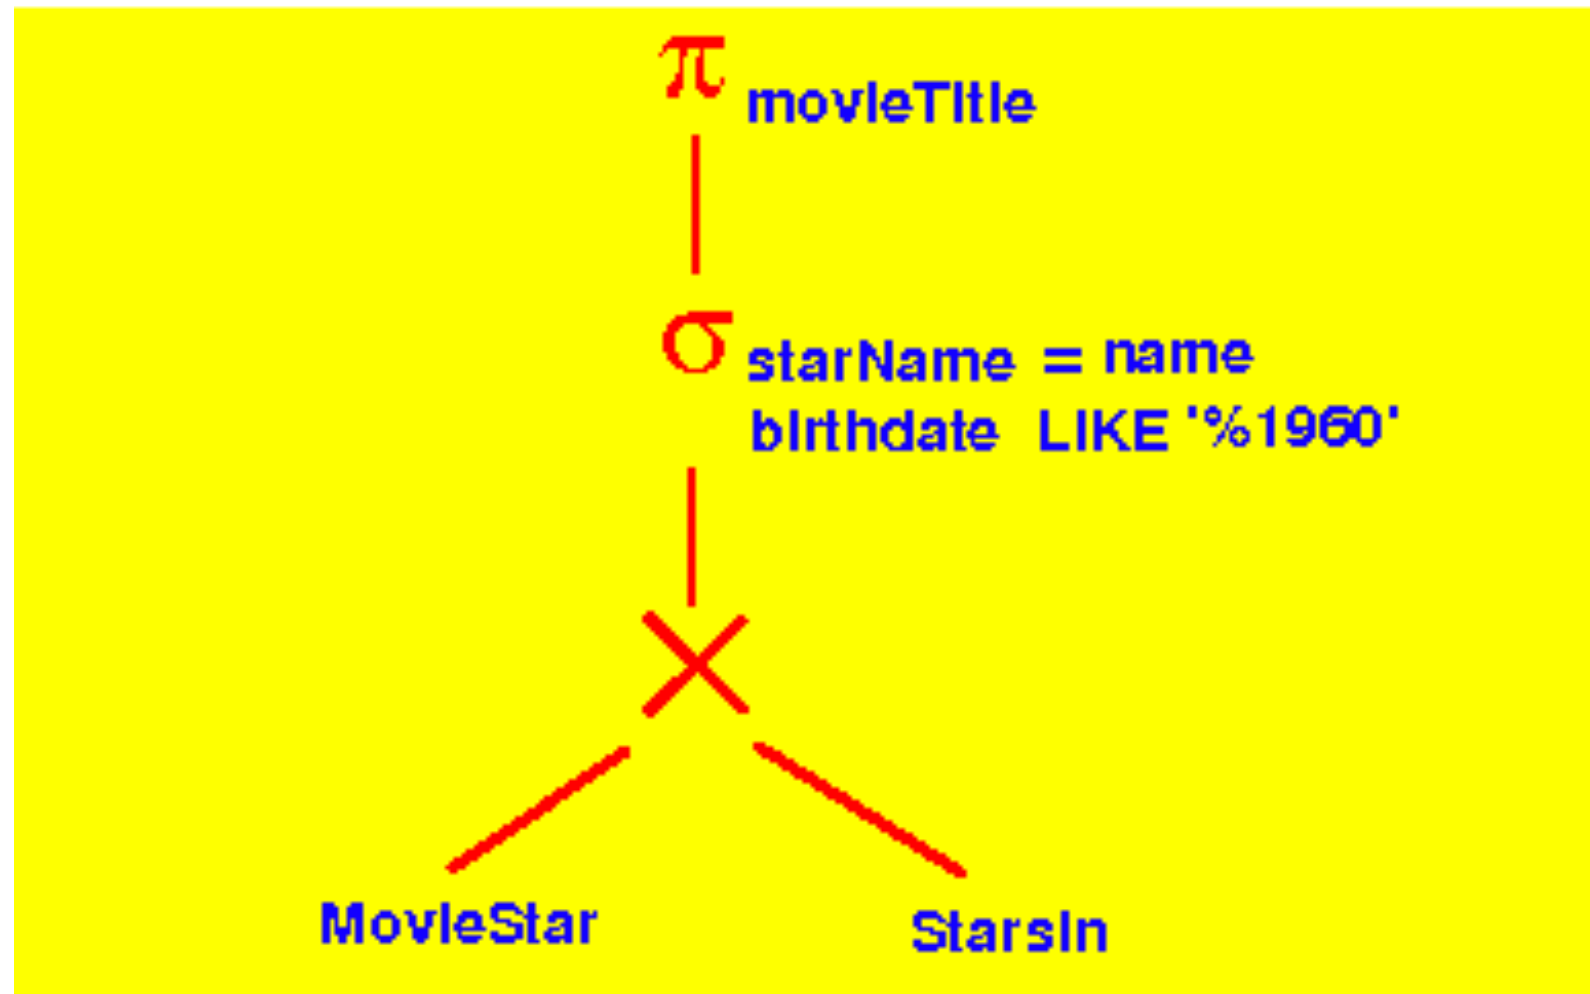 π movieTitle
σ starName = name
birthdate LIKE '%1960'
×
MovieStar StarsIn